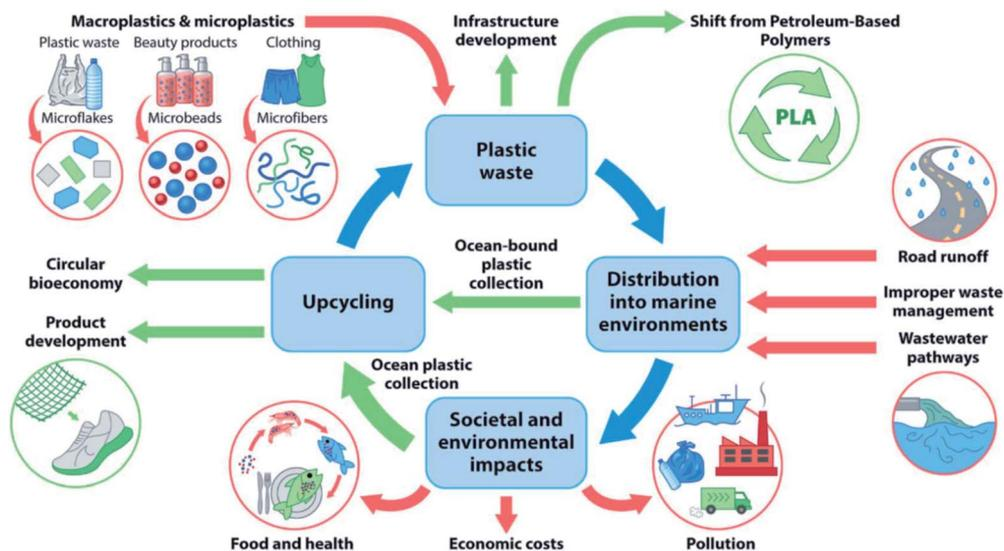 Macroplastics & microplastics
Plastic waste
Beauty products
Clothing
Microflakes
Microbeads
Microfibers
Infrastructure
development
Shift from Petroleum-Based
Polymers
PLA
Plastic
waste
Road runoff
Improper waste
management
Wastewater
pathways
Distribution
into marine
environments
Ocean-bound
plastic
collection
Upcycling
Circular
bioeconomy
Product
development
Ocean plastic
collection
Societal and
environmental
impacts
Food and health
Economic costs
Pollution